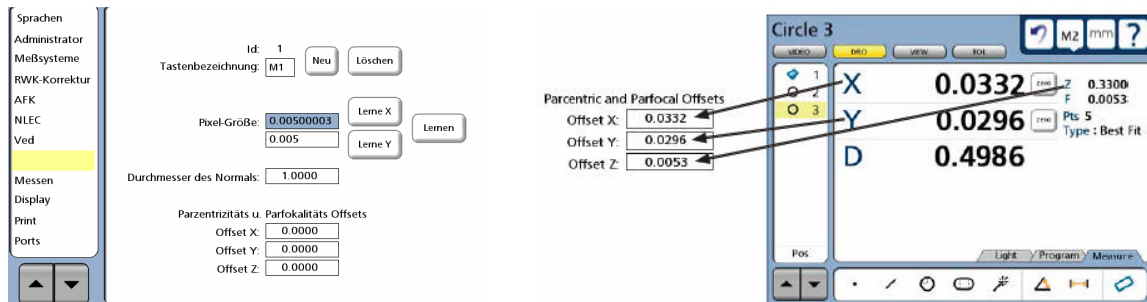 Sprachen
Administrator
Meßsysteme
RWK-Korrektur
AFK
NLEC
Ved
Messen
Display
Print
Ports
Id: 1
Tastenbezeichnung: M1
Neu
Löschen
Pixel-Größe: 0.00500003
0.005
Lerne X
Lerne Y
Lernen
Durchmesser des Normals: 1.0000
Parzentrizitäts u. Parfokalitäts Offsets
Offset X: 0.0000
Offset Y: 0.0000
Offset Z: 0.0000
Parcentric and Parfocal Offsets
Offset X: 0.0332
Offset Y: 0.0296
Offset Z: 0.0053
Circle 3
M2 mm ?
VIDEO DRO VIEW TOL
1
2
3
X 0.0332 zero
Y 0.0296 zero
D 0.4986
Z 0.3300
F 0.0053
Pts 5
Type : Best Fit
Pos
Light Program Measure